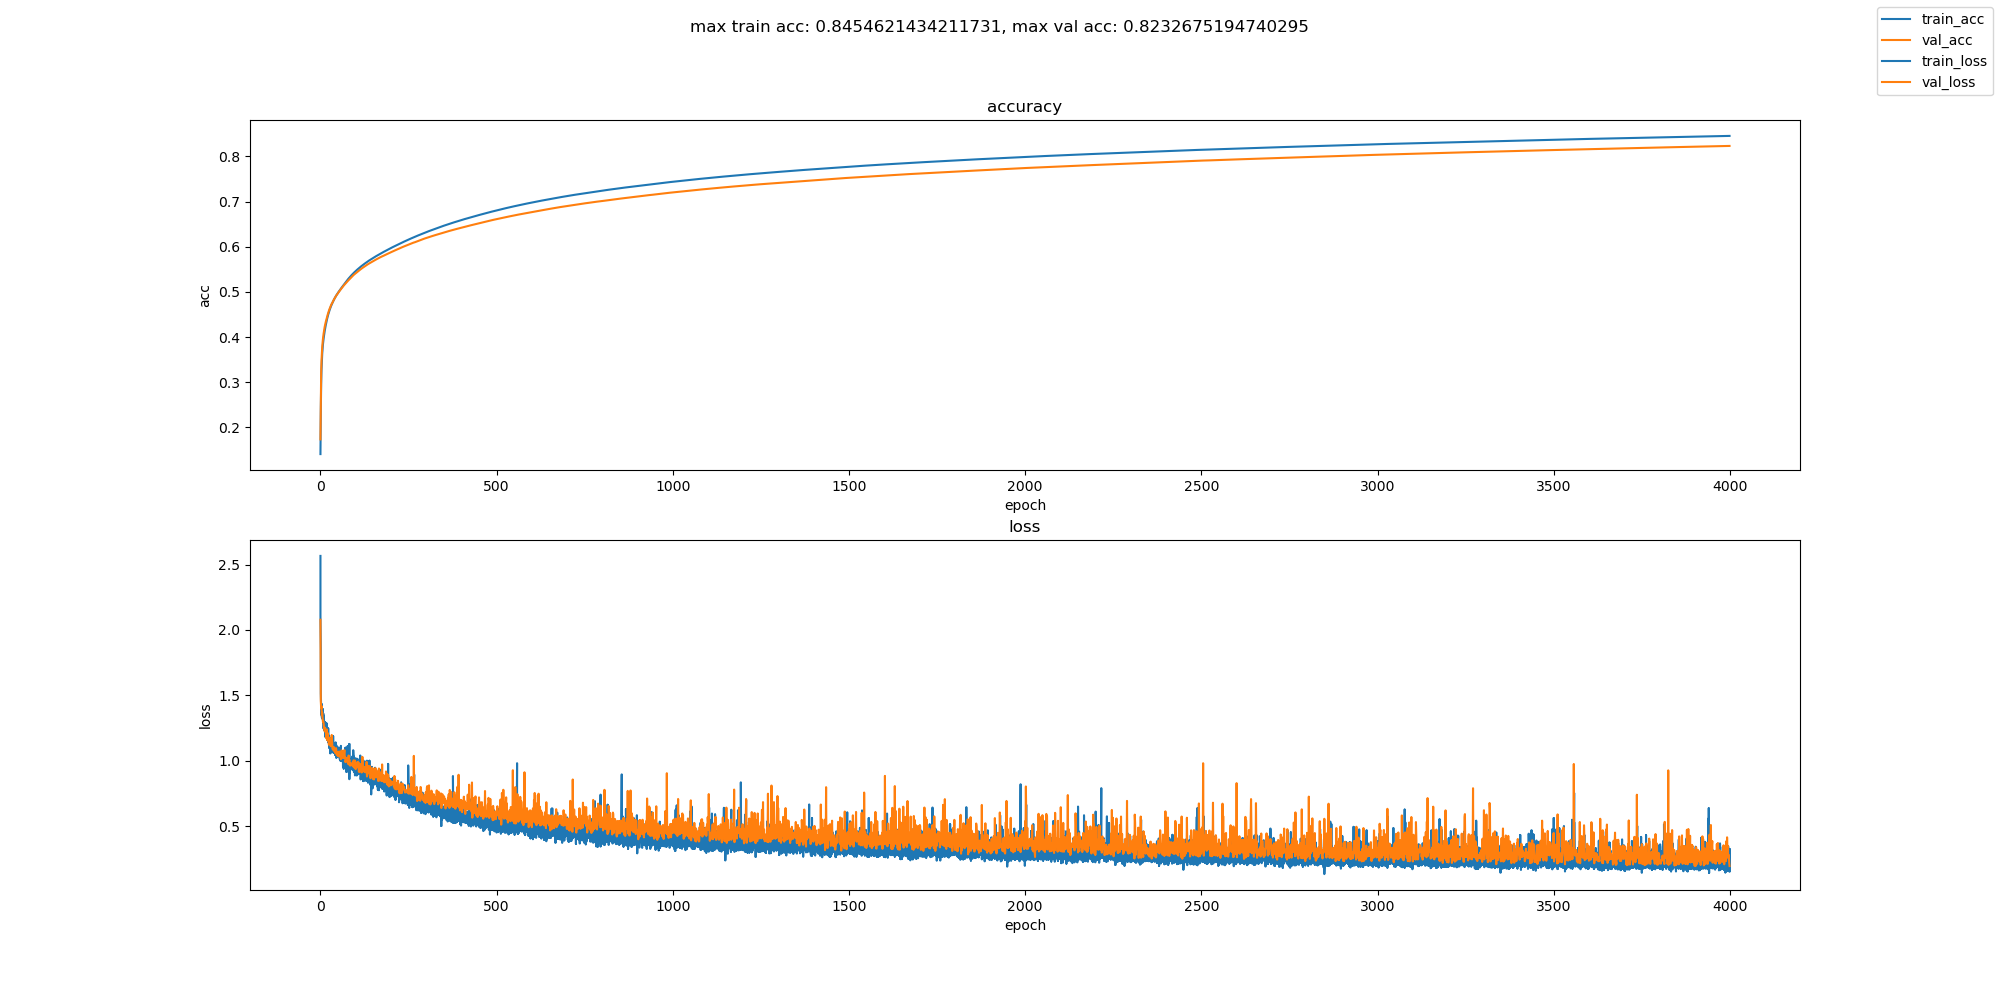 max train acc: 0.8454621434211731, max val acc: 0.8232675194740295
train_acc
val_acc
train_loss
val_loss
accuracy
0.8
0.7
0.6
0.5
0.4
0.3
0.2
acc
0 500 1000 1500 2000 2500 3000 3500 4000
epoch
loss
2.5
2.0
1.5
1.0
0.5
loss
0 500 1000 1500 2000 2500 3000 3500 4000
epoch